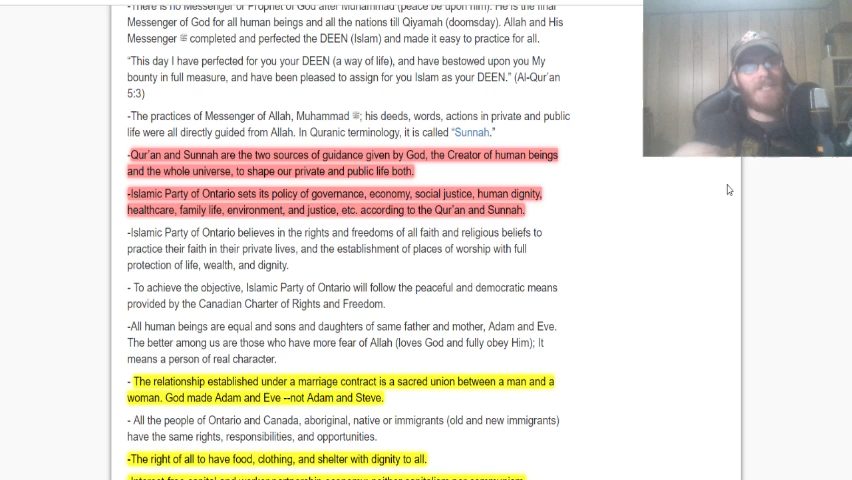 -There is no Messenger or Prophet of God after Muhammad (peace be upon him). He is the final
Messenger of God for all human beings and all the nations till Qiyamah (doomsday). Allah and His
Messenger ﷺ completed and perfected the DEEN (Islam) and made it easy to practice for all.
“This day I have perfected for you your DEEN (a way of life), and have bestowed upon you My
bounty in full measure, and have been pleased to assign for you Islam as your DEEN.” (Al-Qur’an
5:3)
-The practices of Messenger of Allah, Muhammad ﷺ; his deeds, words, actions in private and public
life were all directly guided from Allah. In Quranic terminology, it is called “Sunnah.”
-Qur’an and Sunnah are the two sources of guidance given by God, the Creator of human beings
and the whole universe, to shape our private and public life both.
-Islamic Party of Ontario sets its policy of governance, economy, social justice, human dignity,
healthcare, family life, environment, and justice, etc. according to the Qur’an and Sunnah.
-Islamic Party of Ontario believes in the rights and freedoms of all faith and religious beliefs to
practice their faith in their private lives, and the establishment of places of worship with full
protection of life, wealth, and dignity.
- To achieve the objective, Islamic Party of Ontario will follow the peaceful and democratic means
provided by the Canadian Charter of Rights and Freedom.
-All human beings are equal and sons and daughters of same father and mother, Adam and Eve.
The better among us are those who have more fear of Allah (loves God and fully obey Him); It
means a person of real character.
- The relationship established under a marriage contract is a sacred union between a man and a
woman. God made Adam and Eve --not Adam and Steve.
- All the people of Ontario and Canada, aboriginal, native or immigrants (old and new immigrants)
have the same rights, responsibilities, and opportunities.
-The right of all to have food, clothing, and shelter with dignity to all.
-Interest-free capital and worker partnership economy; neither capitalism nor communism.